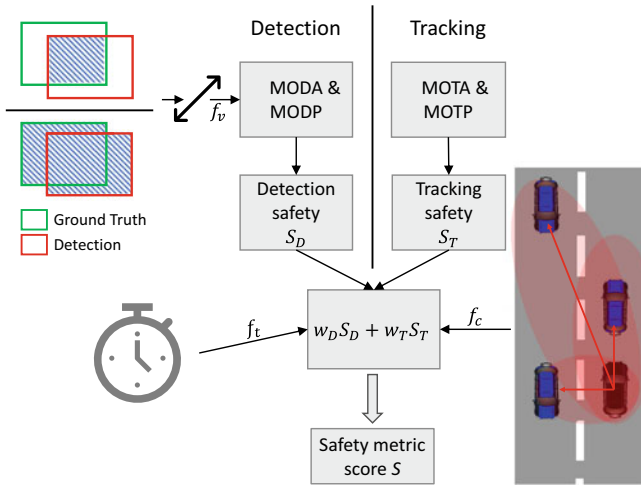 Detection
Tracking
f_v
MODA &
MODP
MOTA &
MOTP
Ground Truth
Detection
Detection
safety
S_D
Tracking
safety
S_T
f_t
w_D S_D + w_T S_T
f_c
Safety metric
score S